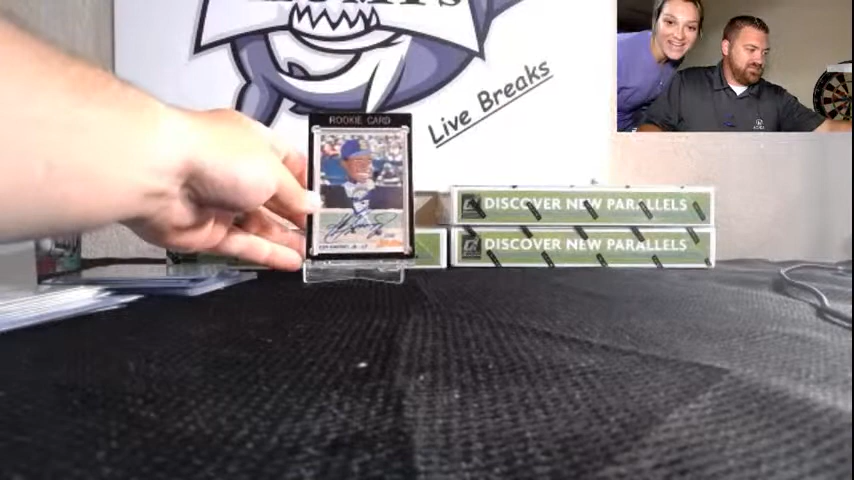 Live Breaks
ROOKIE CARD
DISCOVER NEW PARALLELS
DISCOVER NEW PARALLELS